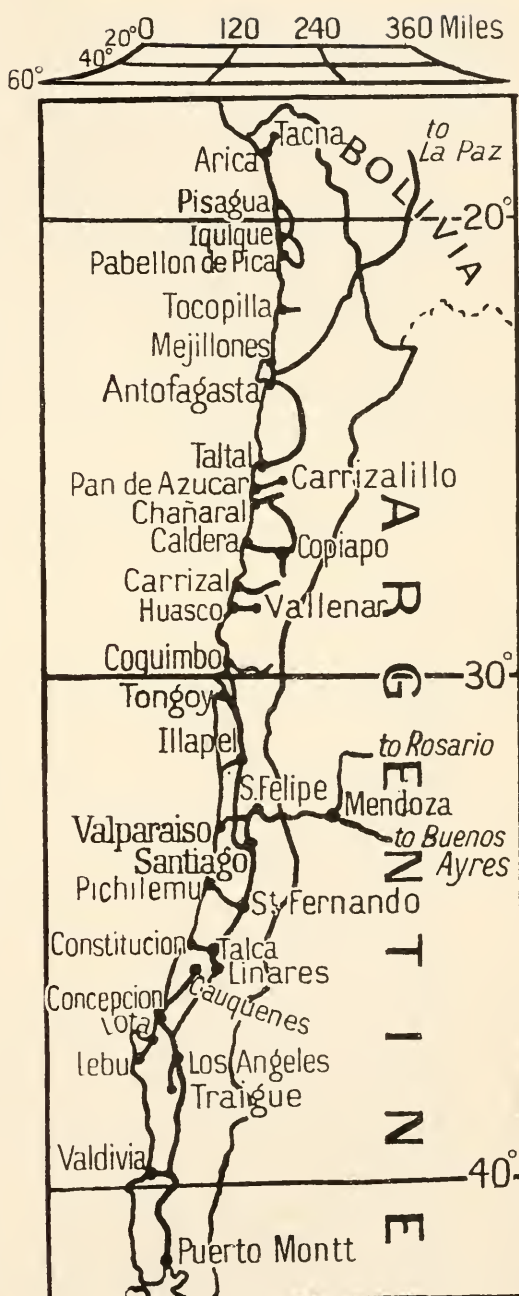 20° 0 120 240 360 Miles
40°
60°
to
La Paz
Tacna
BOLIVIA
Arica
Pisagua
20°
Iquique
Pabellon de Pica
Tocopilla
Mejillones
Antofagasta
Taltal
Pan de Azucar Carrizalillo
Chañaral
Caldera Copiapo
Carrizal
Huasco Vallenar
Coquimbo
30°
Tongoy
Illapel
to Rosario
S. Felipe
Mendoza
Valparaiso
to Buenos
Ayres
Santiago
Pichilemu
St. Fernando
Constitucion Talca
Linares
Cauquenes
Concepcion
Lota
Lebu Los Angeles
Traigue
Valdivia
40°
Puerto Montt
ARGENTINE